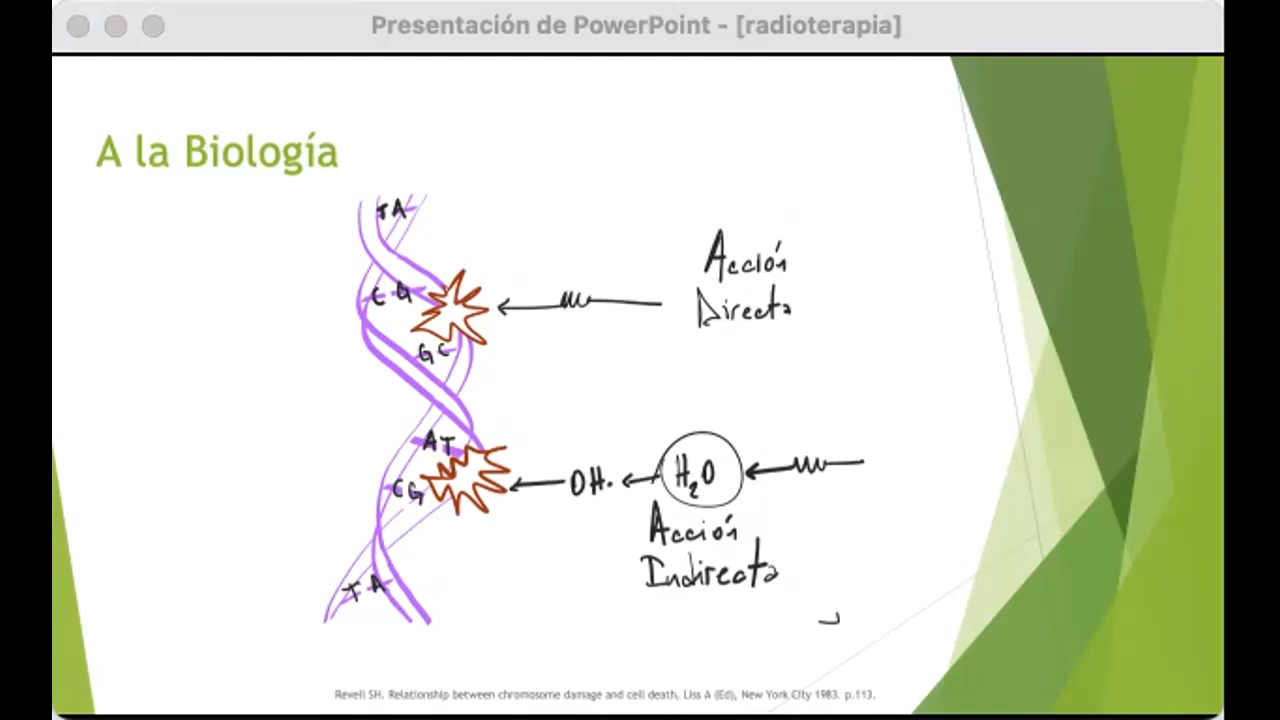 Presentación de PowerPoint - [radioterapia]
A la Biología
TA
CG
GC
AT
CG
TA
Acción
Directa
OH.
H₂O
Acción
Indirecta
Revell SH. Relationship between chromosome damage and cell death, Liss A (Ed), New York City 1983. p.113.